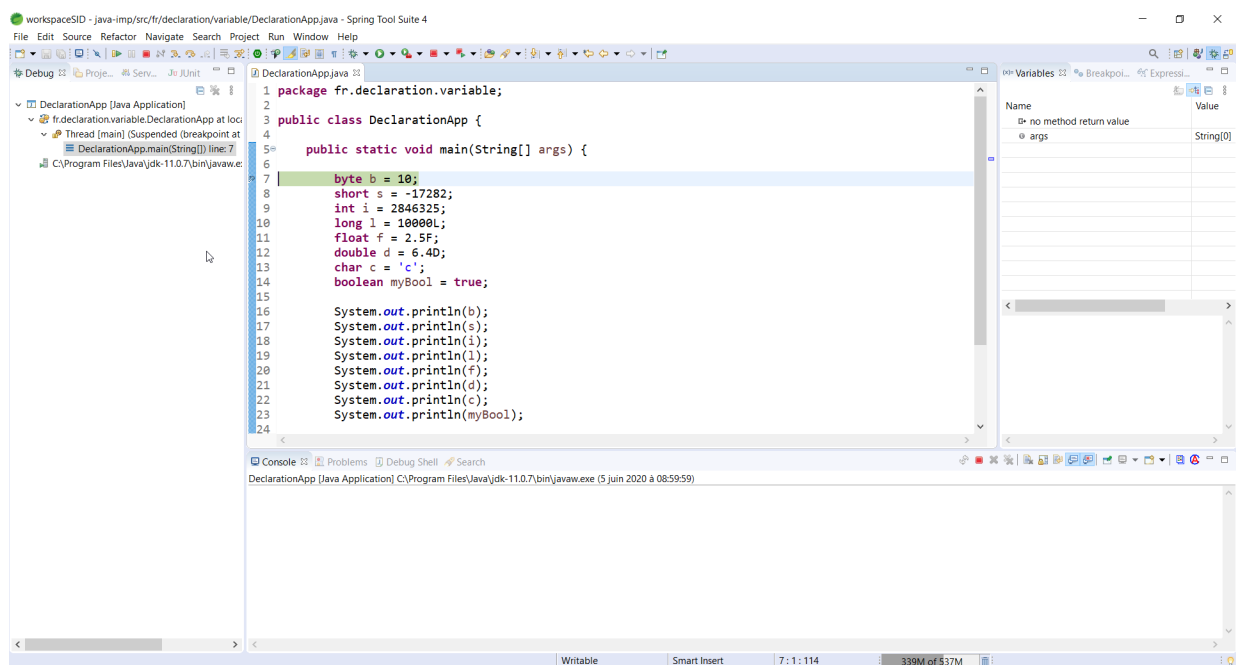 workspaceSID - java-imp/src/fr/declaration/variable/DeclarationApp.java - Spring Tool Suite 4
File Edit Source Refactor Navigate Search Project Run Window Help
Debug Proje... Serv... JUnit
DeclarationApp [Java Application]
fr.declaration.variable.DeclarationApp at loca
Thread [main] (Suspended (breakpoint at
DeclarationApp.main(String[]) line: 7
C:\Program Files\Java\jdk-11.0.7\bin\javaw.e
DeclarationApp.java
1 package fr.declaration.variable;
2
3 public class DeclarationApp {
4
5 public static void main(String[] args) {
6
7 byte b = 10;
8 short s = -17282;
9 int i = 2846325;
10 long l = 10000L;
11 float f = 2.5F;
12 double d = 6.4D;
13 char c = 'c';
14 boolean myBool = true;
15
16 System.out.println(b);
17 System.out.println(s);
18 System.out.println(i);
19 System.out.println(l);
20 System.out.println(f);
21 System.out.println(d);
22 System.out.println(c);
23 System.out.println(myBool);
24
Variables Breakpoi... Expressi...
Name Value
no method return value
args String[0]
Console Problems Debug Shell Search
DeclarationApp [Java Application] C:\Program Files\Java\jdk-11.0.7\bin\javaw.exe (5 juin 2020 à 08:59:59)
Writable Smart Insert 7 : 1 : 114 339M of 537M